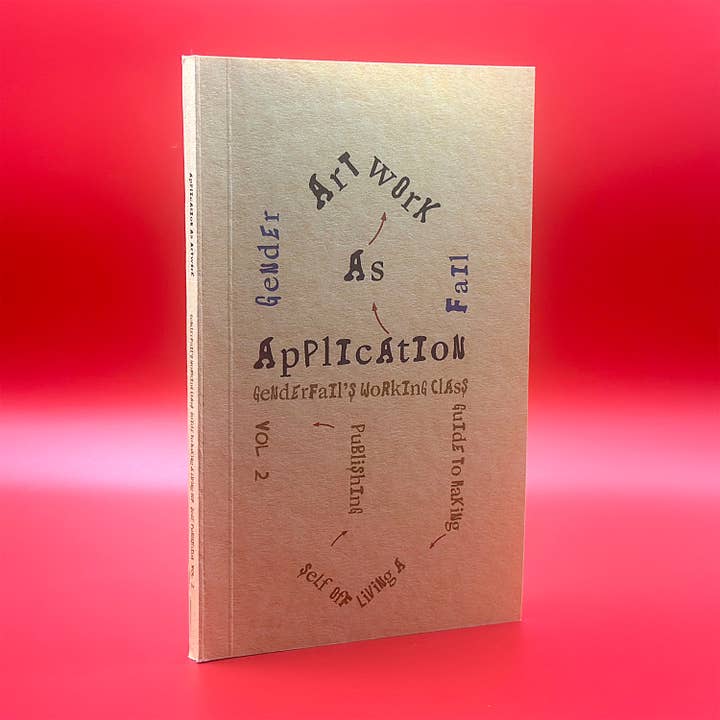 ApPlIcAtIoN As ArTwOrK
ArT wOrK
GeNdEr
As
FaIl
ApPlIcAtIoN
GeNdErFaIl'S WoRkInG ClAsS
GuIdE To MaKiNg
PuBlIsHInG
VOL 2
SeLf OfF LiViNg A